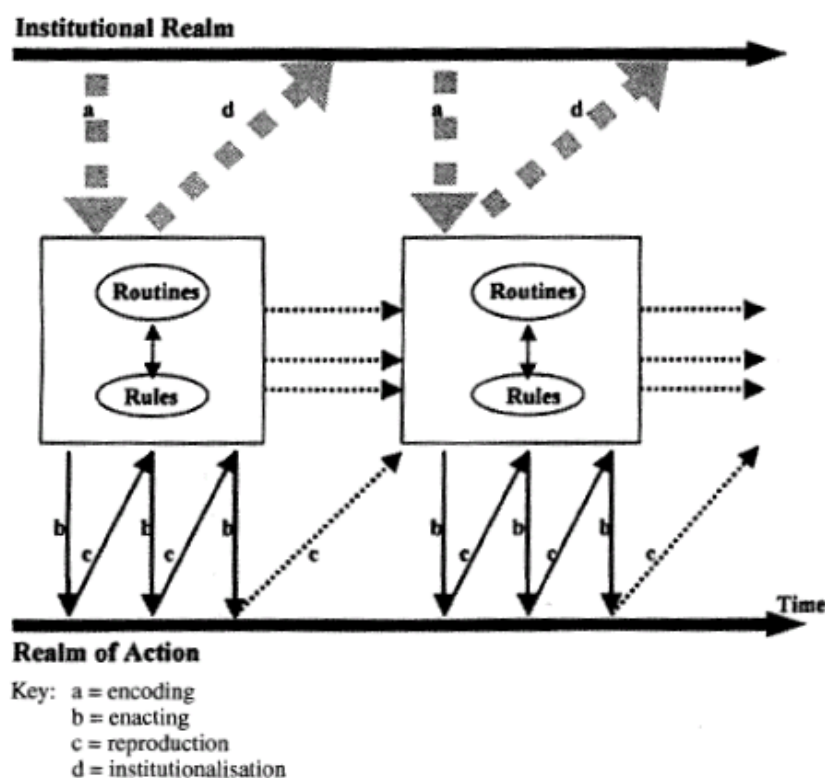 Institutional Realm
a
d
a
d
Routines
Routines
Rules
Rules
b
c
b
c
b
c
b
c
b
c
b
c
Time
Realm of Action
Key: a = encoding
b = enacting
c = reproduction
d = institutionalisation